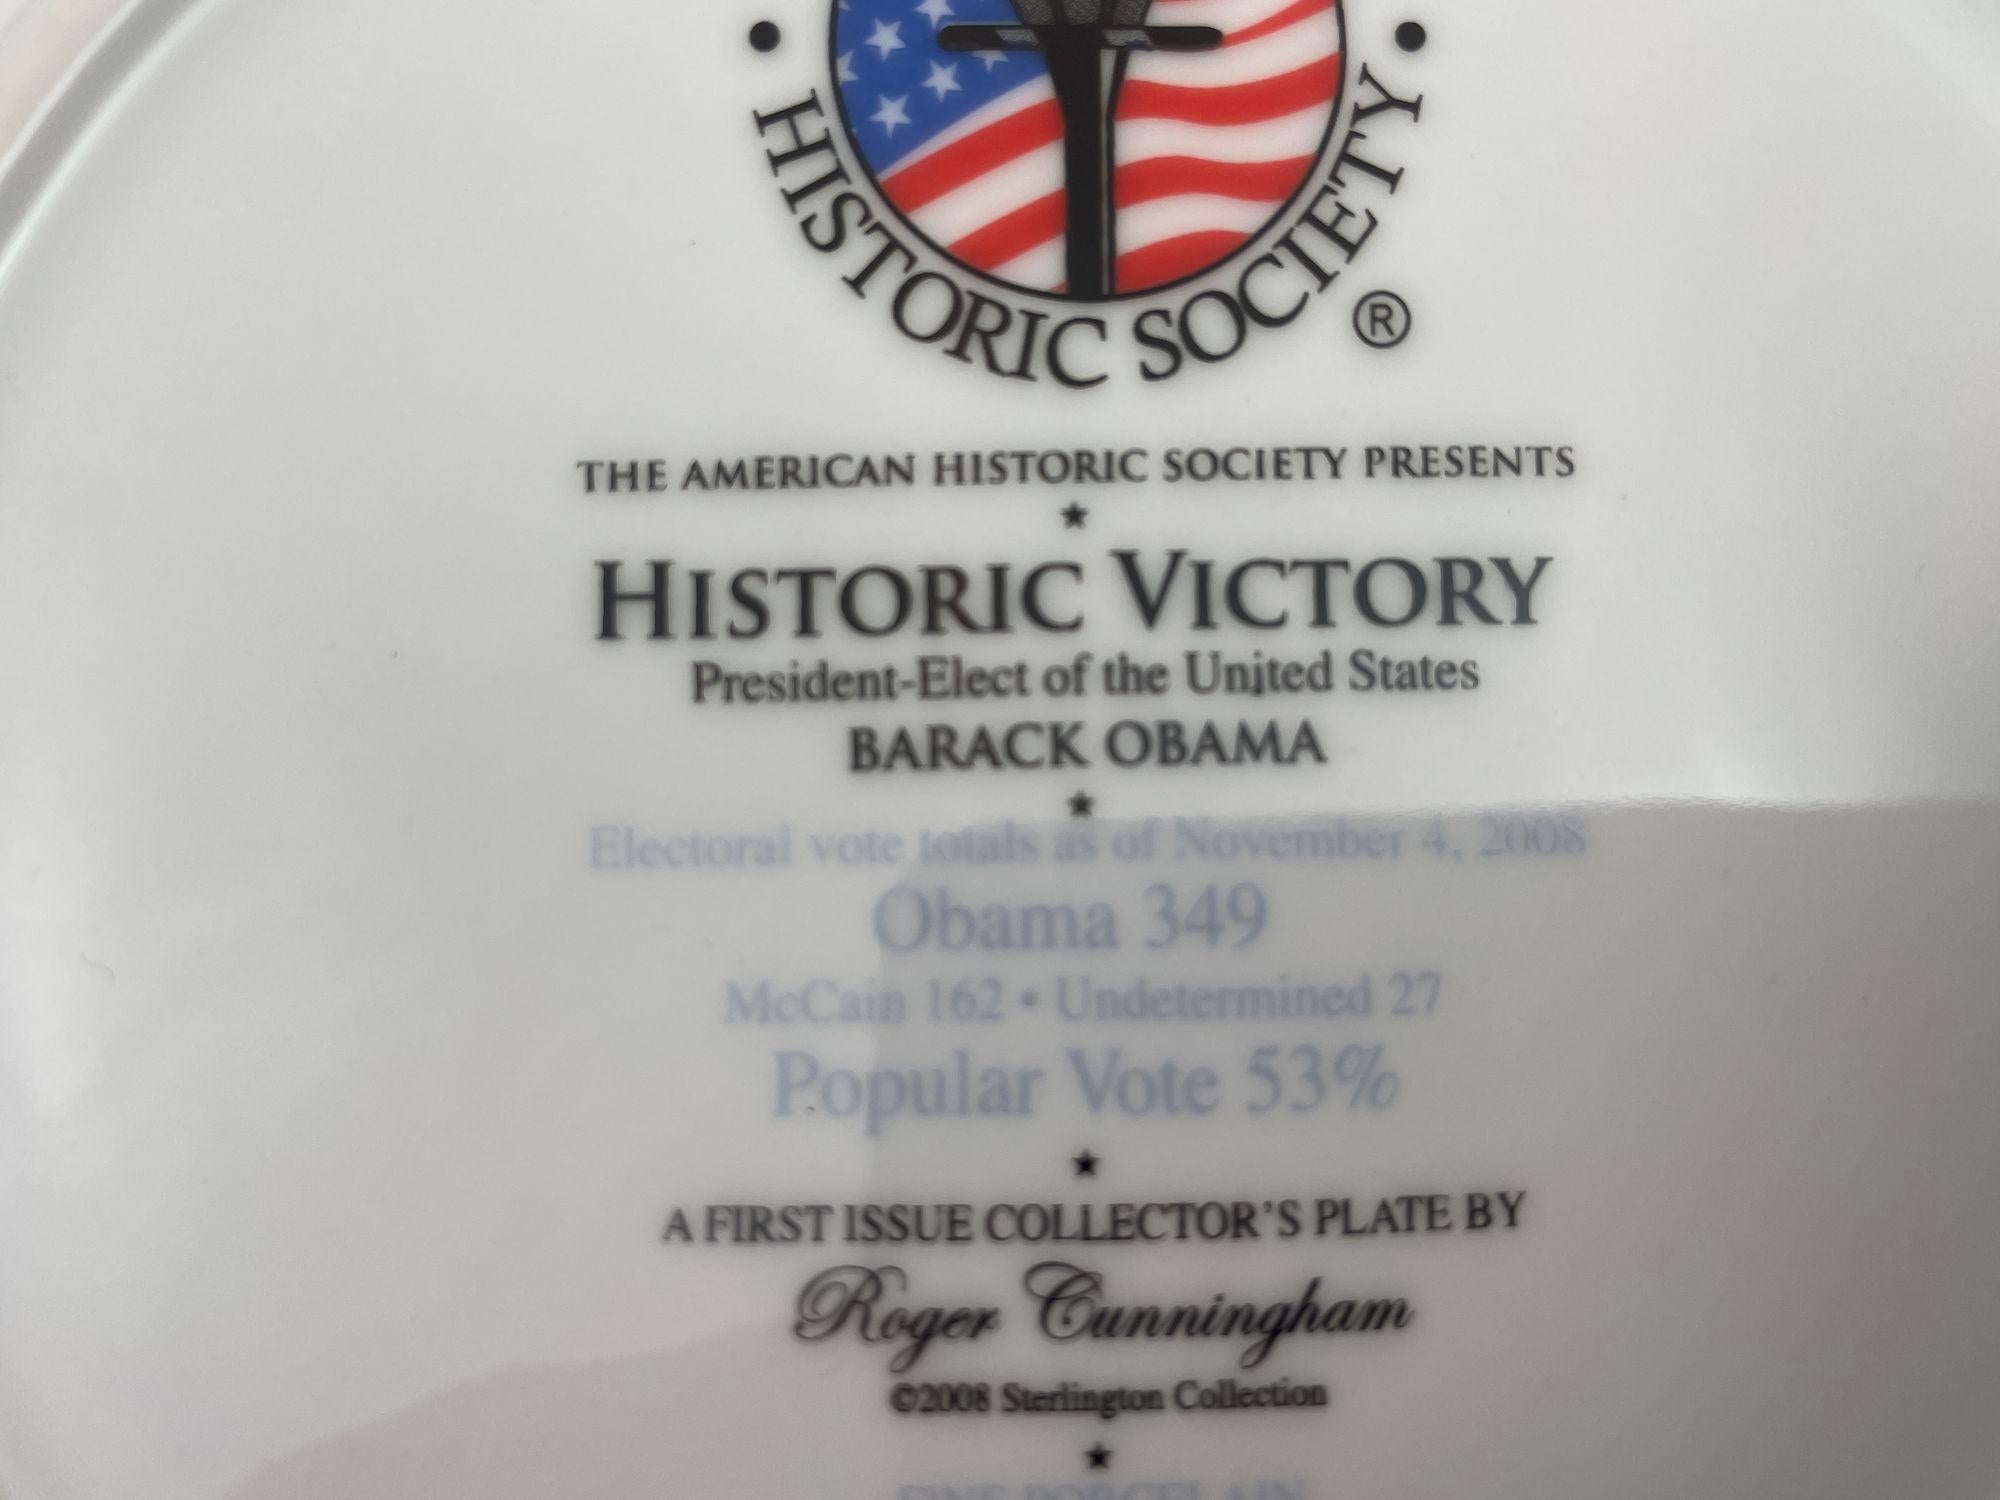 • HISTORIC SOCIETY •
®
THE AMERICAN HISTORIC SOCIETY PRESENTS
★
HISTORIC VICTORY
President-Elect of the United States
BARACK OBAMA
★
Electoral vote totals as of November 4, 2008
Obama 349
McCain 162 • Undetermined 27
Popular Vote 53%
★
A FIRST ISSUE COLLECTOR'S PLATE BY
Roger Cunningham
©2008 Sterlington Collection
★
FINE PORCELAIN